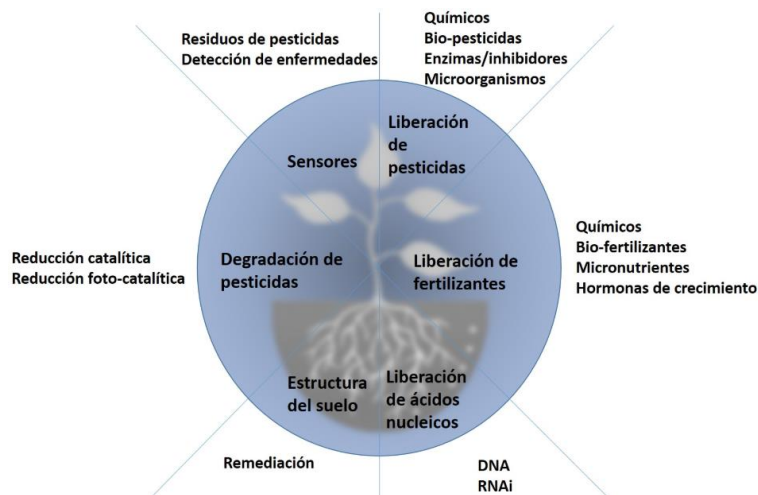 Residuos de pesticidas
Detección de enfermedades
Químicos
Bio-pesticidas
Enzimas/inhibidores
Microorganismos
Sensores
Liberación
de
pesticidas
Reducción catalítica
Reducción foto-catalítica
Degradación de
pesticidas
Liberación de
fertilizantes
Químicos
Bio-fertilizantes
Micronutrientes
Hormonas de crecimiento
Estructura
del suelo
Liberación
de ácidos
nucleicos
Remediación
DNA
RNAi